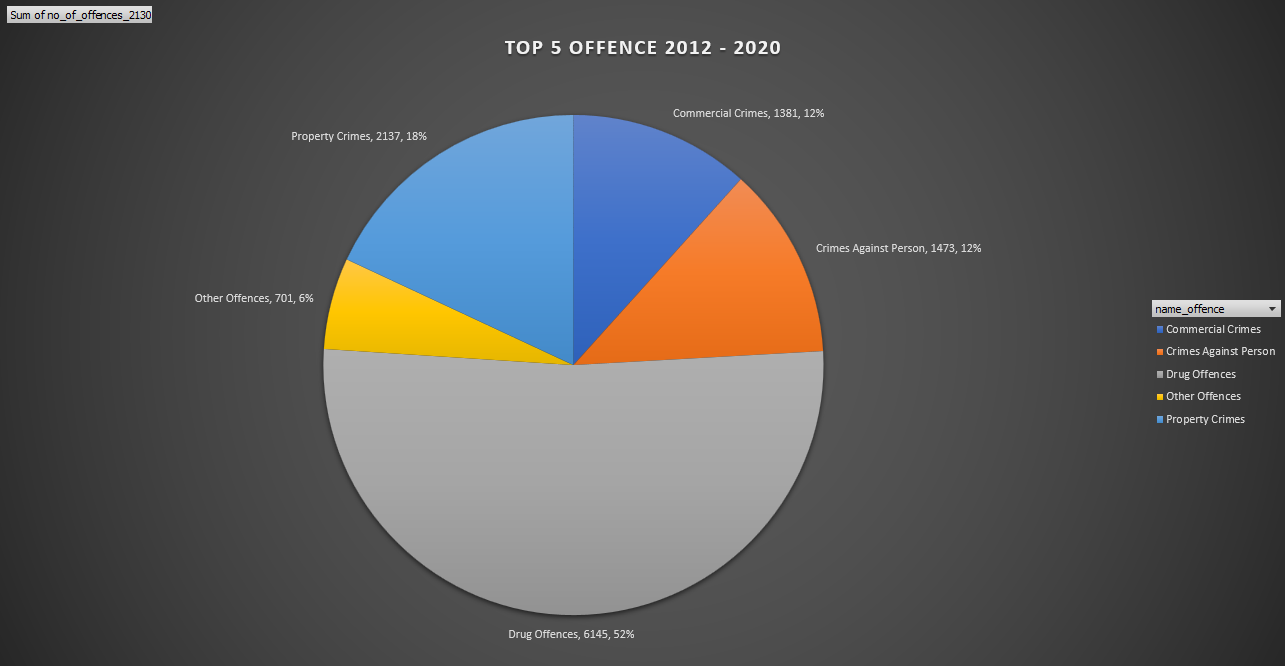 Sum of no_of_offences_2130
TOP 5 OFFENCE 2012 - 2020
Commercial Crimes, 1381, 12%
Property Crimes, 2137, 18%
Crimes Against Person, 1473, 12%
Other Offences, 701, 6%
Drug Offences, 6145, 52%
name_offence
Commercial Crimes
Crimes Against Person
Drug Offences
Other Offences
Property Crimes